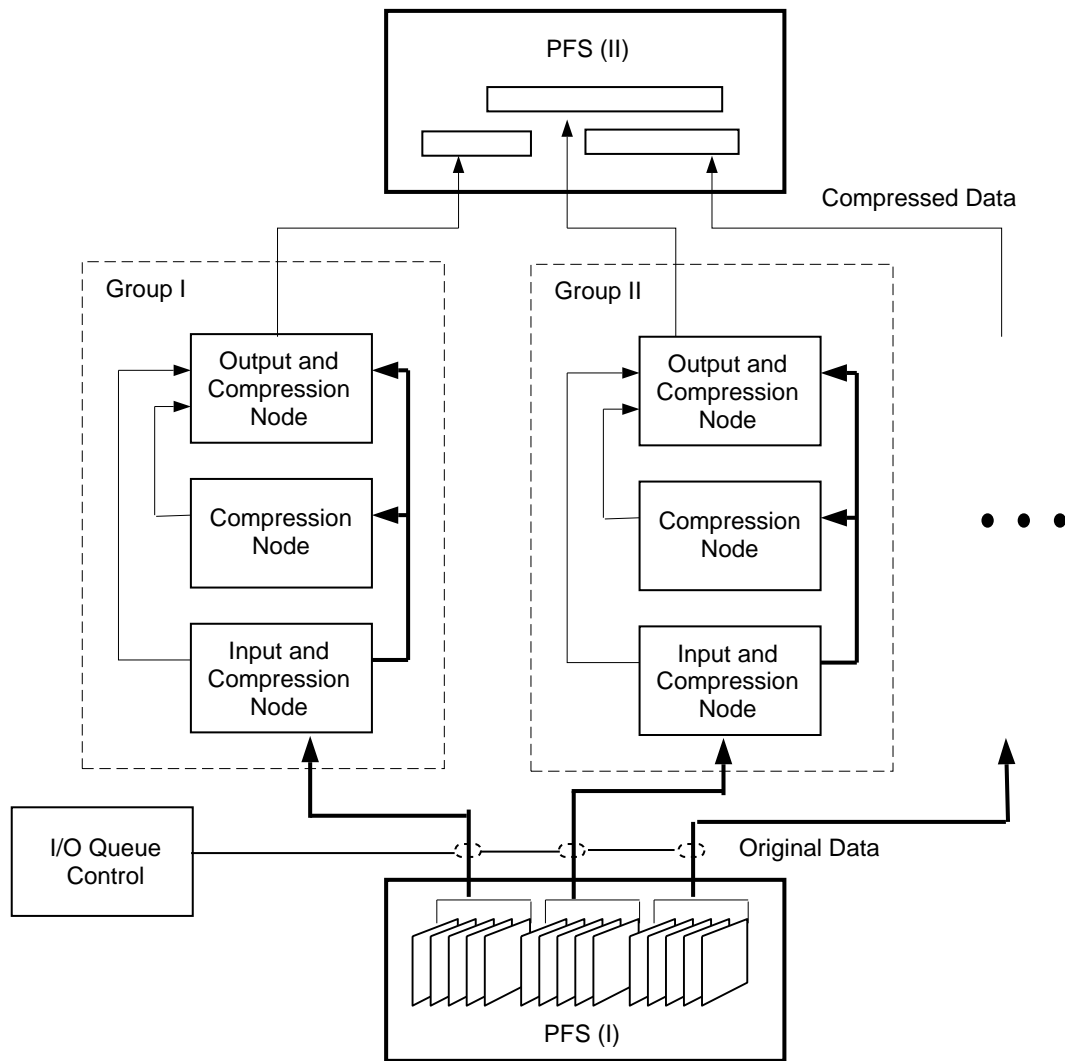 PFS (II)
Compressed Data
Group I
Group II
Output and
Compression
Node
Output and
Compression
Node
Compression
Node
Compression
Node
Input and
Compression
Node
Input and
Compression
Node
I/O Queue
Control
Original Data
PFS (I)